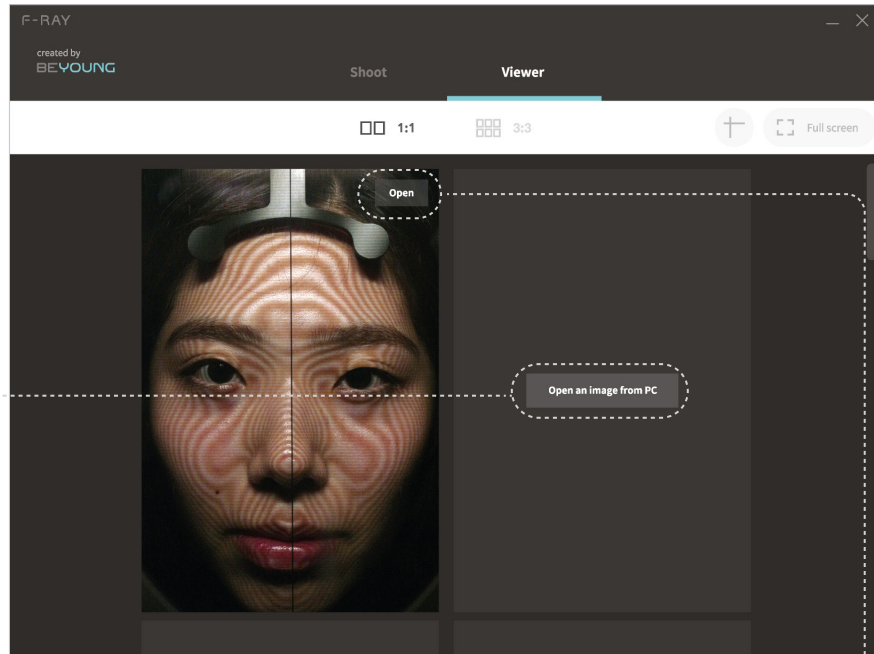 F-RAY
created by
BEYOUNG
Shoot
Viewer
1:1
3:3
Full screen
Open
Open an image from PC